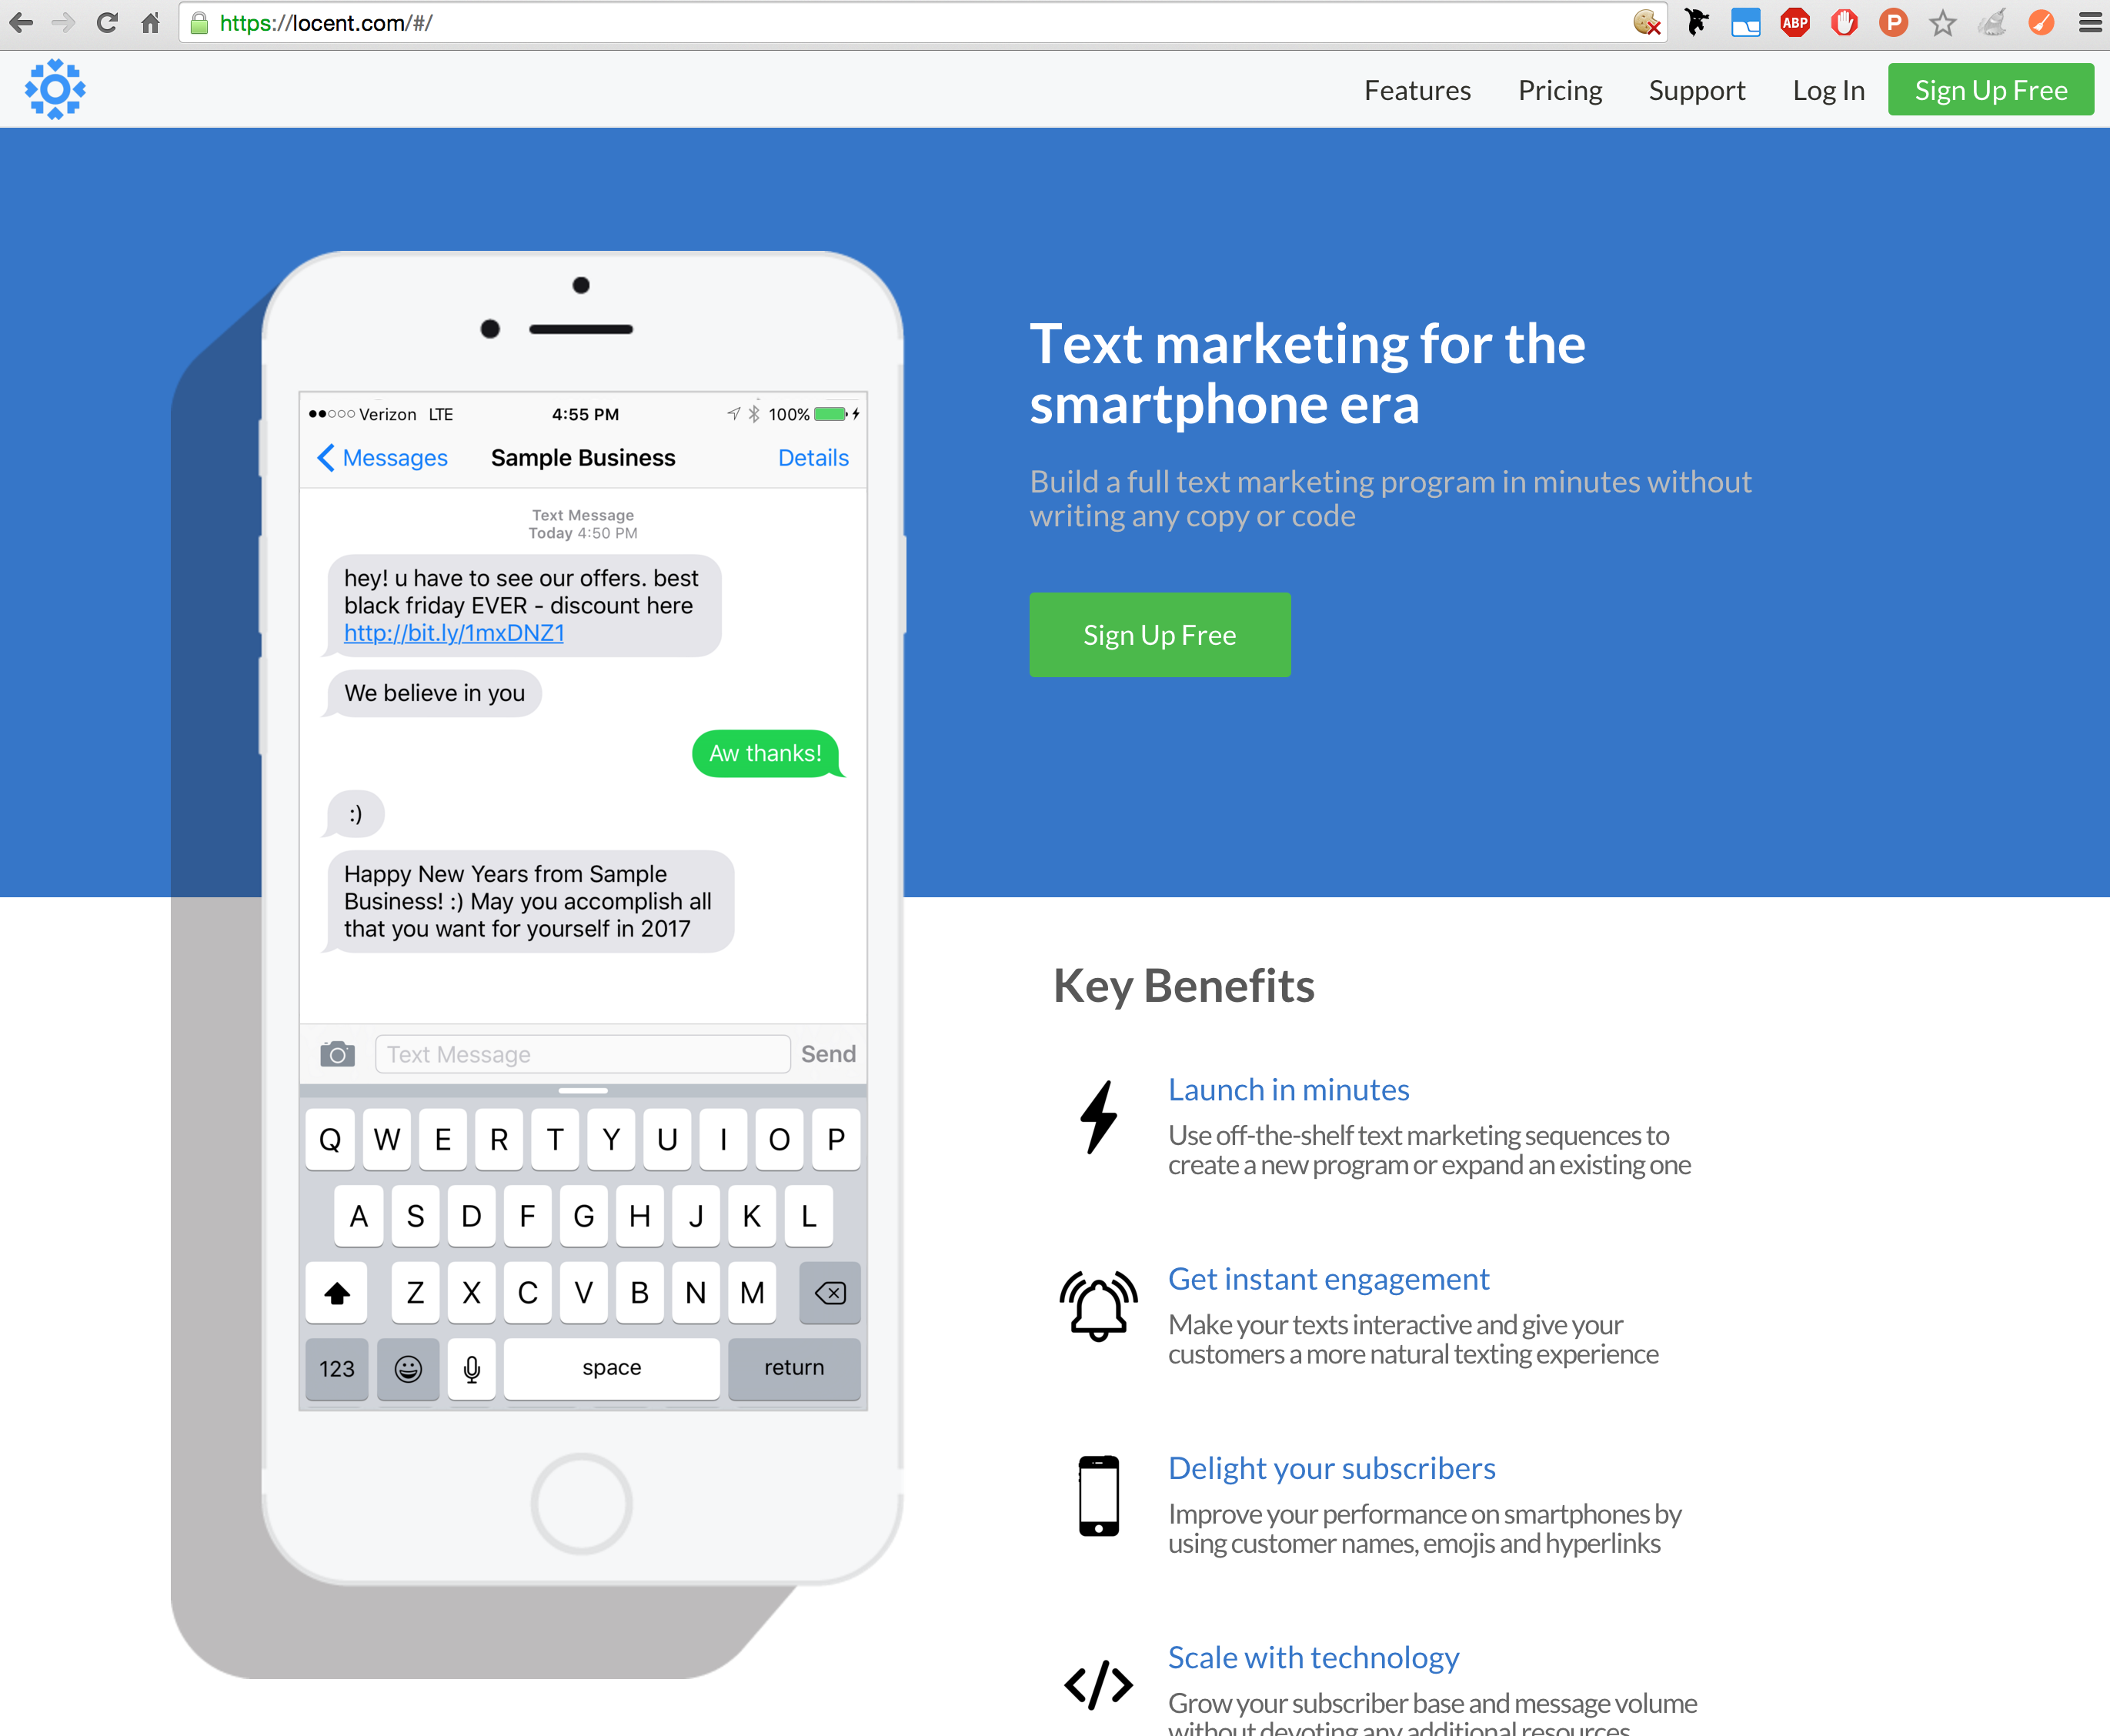 https://locent.com/#/
ABP
P
Features Pricing Support Log In Sign Up Free
Verizon LTE 4:55 PM 100%
Messages Sample Business Details
Text Message
Today 4:50 PM
hey! u have to see our offers. best
black friday EVER - discount here
http://bit.ly/1mxDNZ1
We believe in you
Aw thanks!
:)
Happy New Years from Sample
Business! :) May you accomplish all
that you want for yourself in 2017
Text Message Send
Q W E R T Y U I O P
A S D F G H J K L
Z X C V B N M
123 space return
Text marketing for the
smartphone era
Build a full text marketing program in minutes without
writing any copy or code
Sign Up Free
Key Benefits
Launch in minutes
Use off-the-shelf text marketing sequences to
create a new program or expand an existing one
Get instant engagement
Make your texts interactive and give your
customers a more natural texting experience
Delight your subscribers
Improve your performance on smartphones by
using customer names, emojis and hyperlinks
</>
Scale with technology
Grow your subscriber base and message volume
without devoting any additional resources